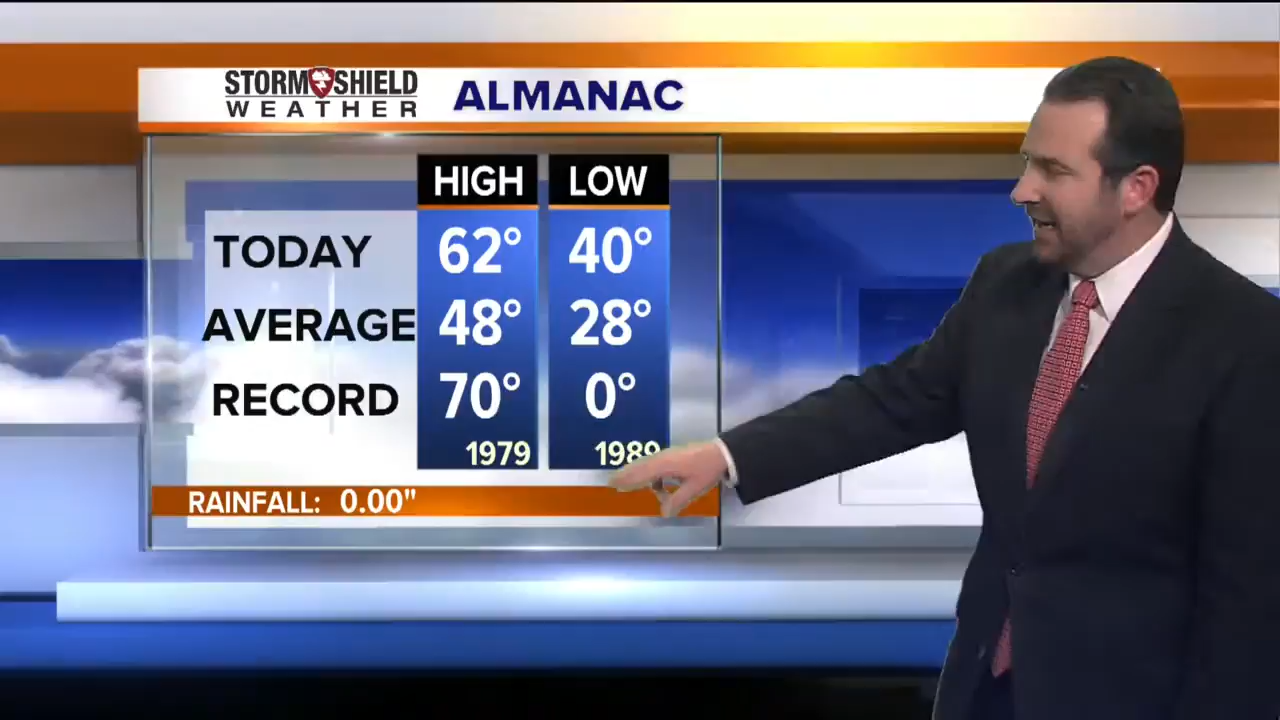 STORM SHIELD
WEATHER
ALMANAC
HIGH LOW
TODAY 62° 40°
AVERAGE 48° 28°
RECORD 70° 0°
1979 1989
RAINFALL: 0.00"